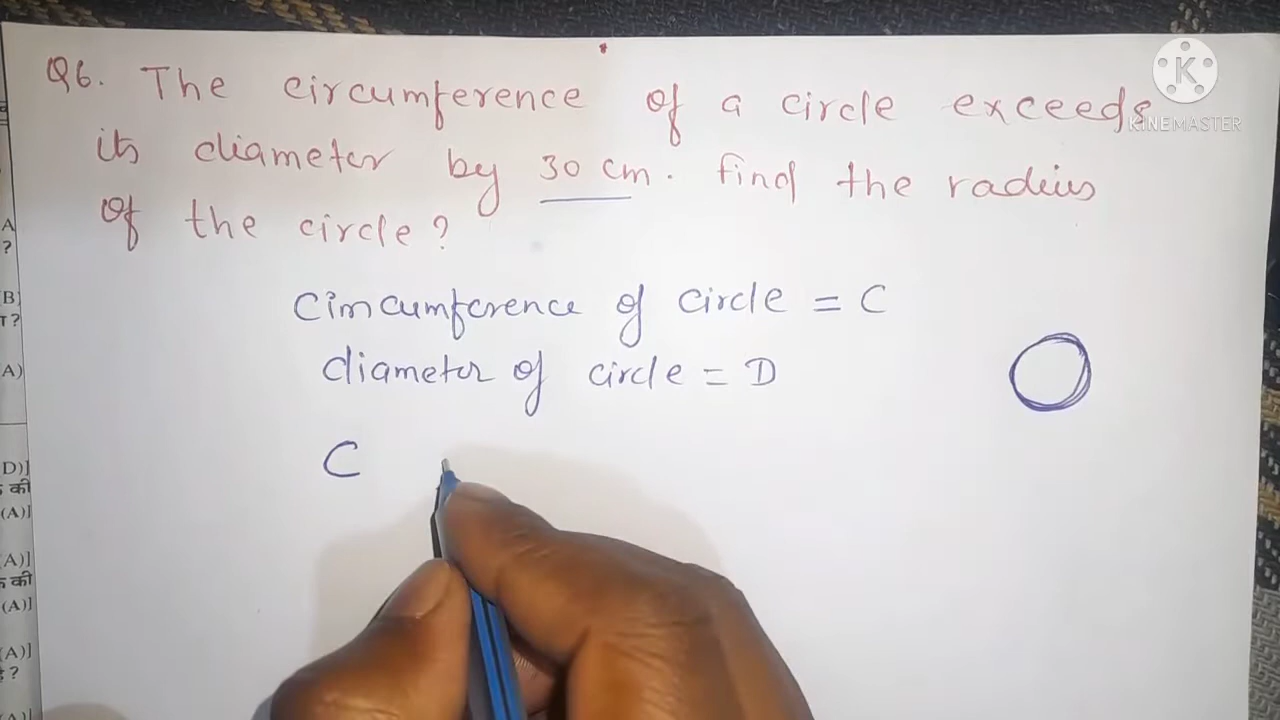 Q6. The circumference of a circle exceeds
its diameter by 30 cm. find the radius
of the circle?
Circumference of circle = C
diameter of circle = D
C
K
KINEMASTER
A
?
B]
T?
A)
D)]
की
(A)]
A)]
की
(A)]
(A)]
?
(A)]